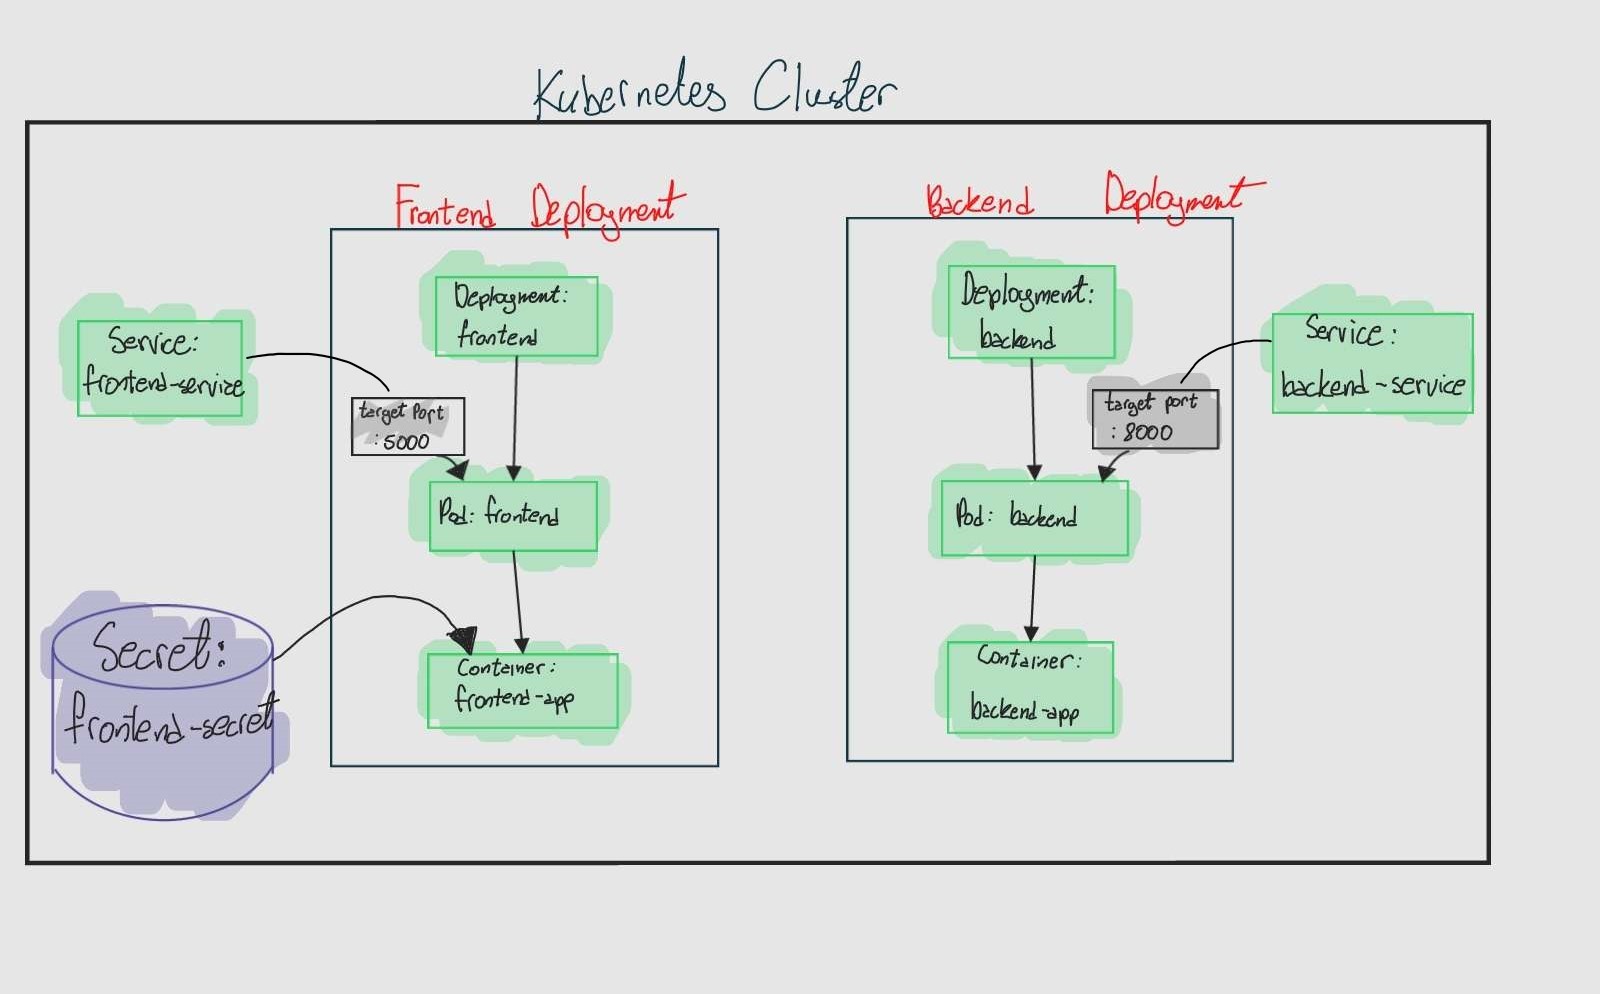 Kubernetes Cluster
Frontend Deployment
Backend Deployment
Deployment:
frontend
Deployment:
backend
Service:
frontend-service
Service:
backend-service
target Port
:5000
target port
:8000
Pod: frontend
Pod: backend
Secret:
frontend-secret
Container:
frontend-app
Container:
backend-app